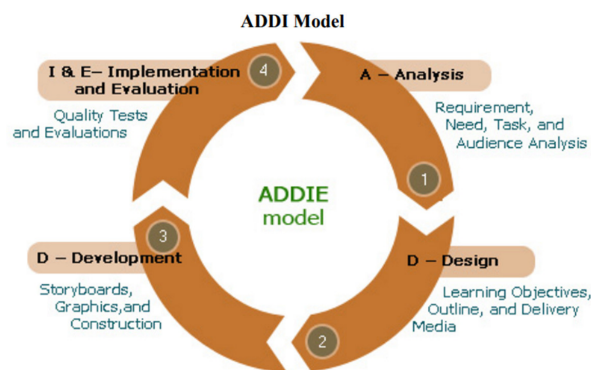 ADDI Model
I & E– Implementation
and Evaluation
4
Quality Tests
and Evaluations
A – Analysis
Requirement,
Need, Task, and
Audience Analysis
1
ADDIE
model
3
D – Development
Storyboards,
Graphics,and
Construction
D – Design
Learning Objectives,
Outline, and Delivery
Media
2